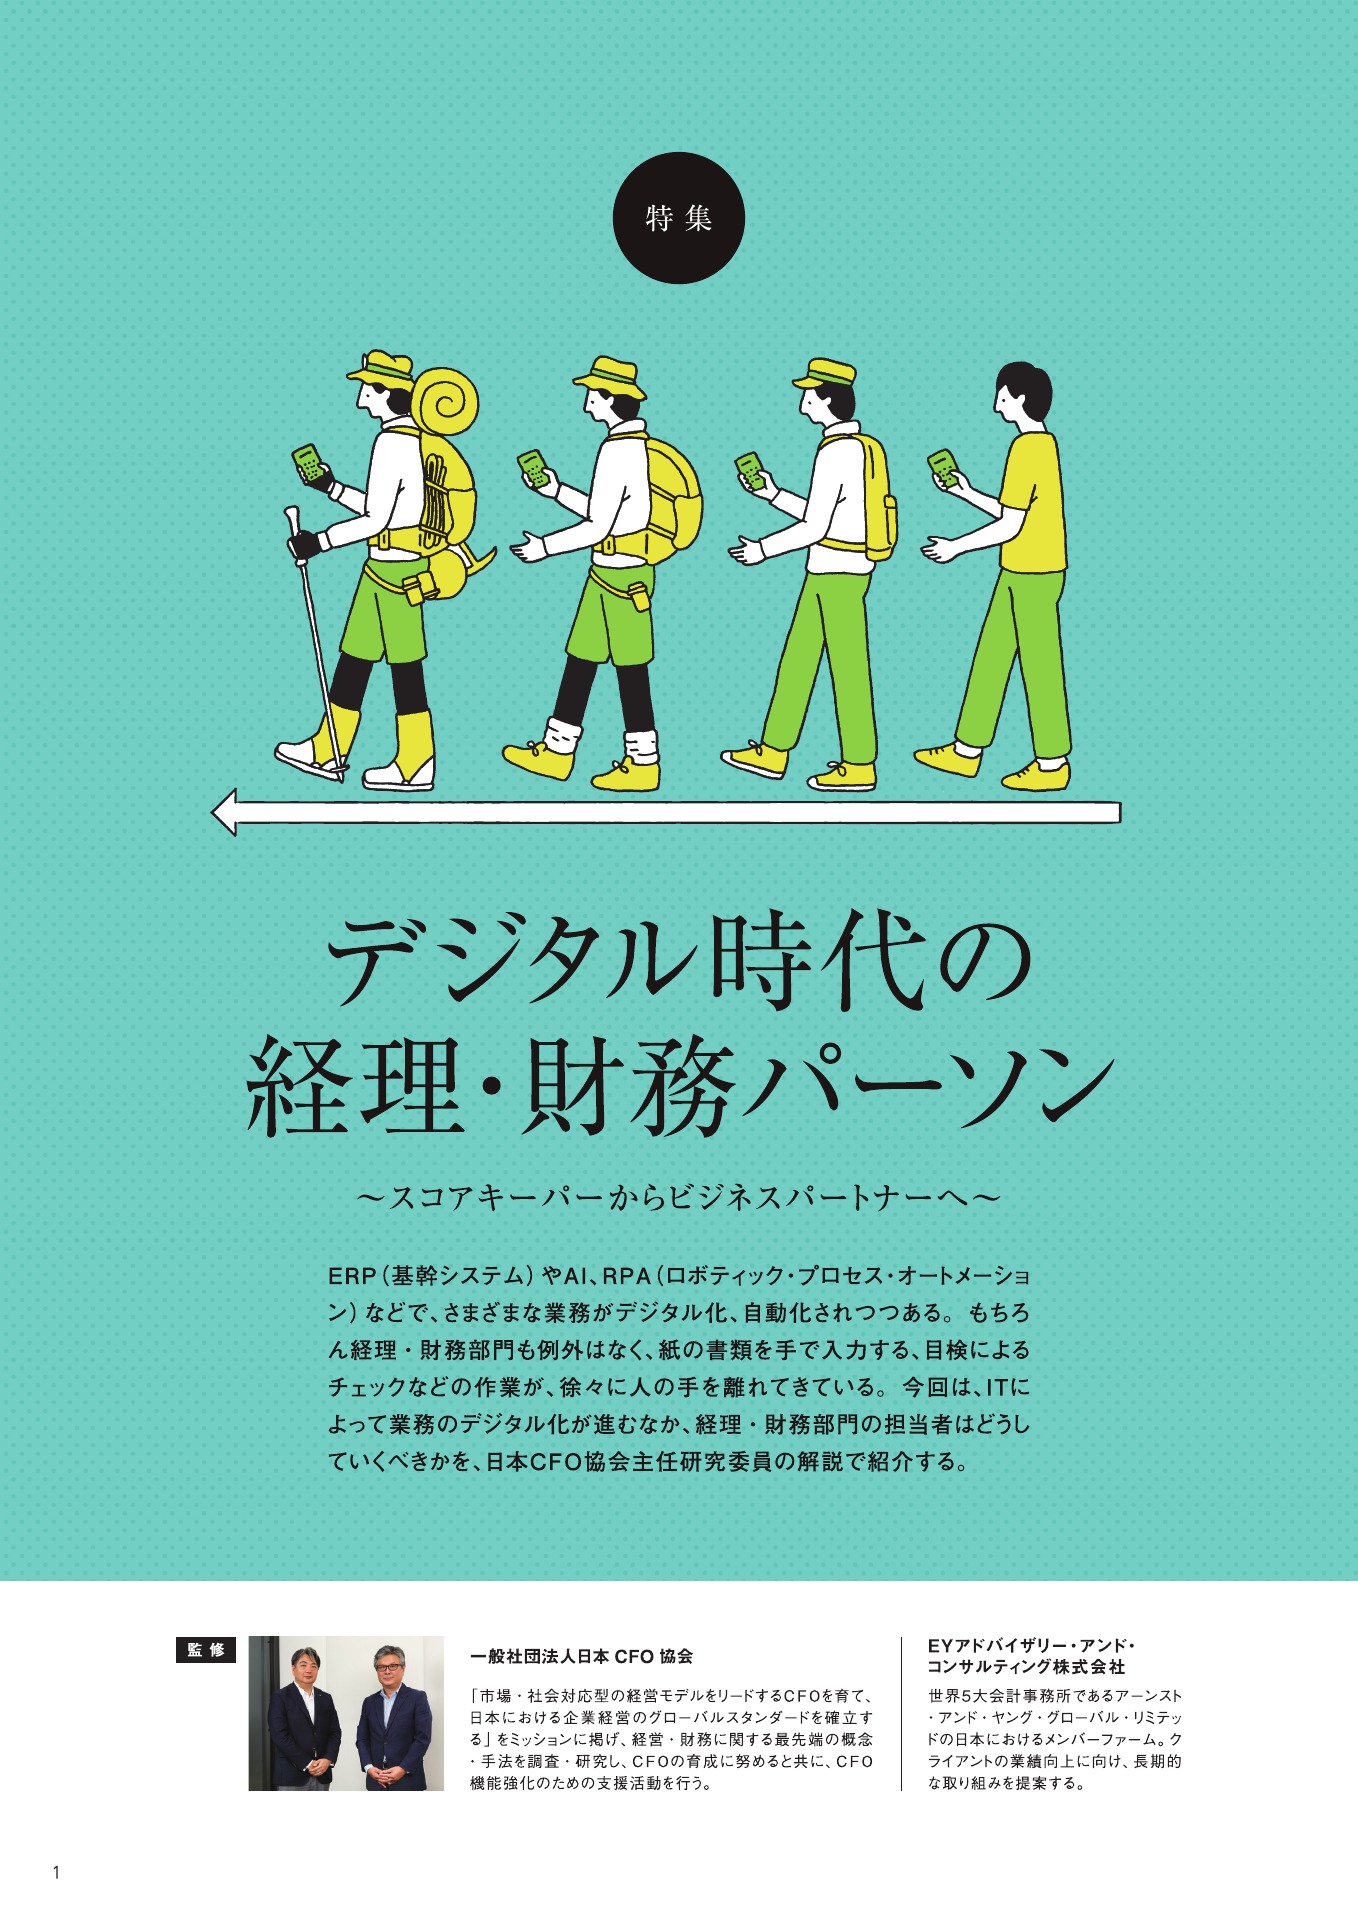 特集
デジタル時代の
経理・財務パーソン
～スコアキーパーからビジネスパートナーへ～
ERP（基幹システム）やAI、RPA（ロボティック・プロセス・オートメーショ
ン）などで、さまざまな業務がデジタル化、自動化されつつある。 もちろ
ん経理・財務部門も例外はなく、紙の書類を手で入力する、目検による
チェックなどの作業が、徐々に人の手を離れてきている。 今回は、ITに
よって業務のデジタル化が進むなか、経理・財務部門の担当者はどうし
ていくべきかを、日本CFO協会主任研究委員の解説で紹介する。
監修
一般社団法人日本 CFO 協会
「市場・社会対応型の経営モデルをリードするCFOを育て、
日本における企業経営のグローバルスタンダードを確立す
る」をミッションに掲げ、経営・財務に関する最先端の概念
・手法を調査・研究し、CFOの育成に努めると共に、CFO
機能強化のための支援活動を行う。
EYアドバイザリー・アンド・
コンサルティング株式会社
世界5大会計事務所であるアーンスト
・アンド・ヤング・グローバル・リミテッ
ドの日本におけるメンバーファーム。ク
ライアントの業績向上に向け、長期的
な取り組みを提案する。
1